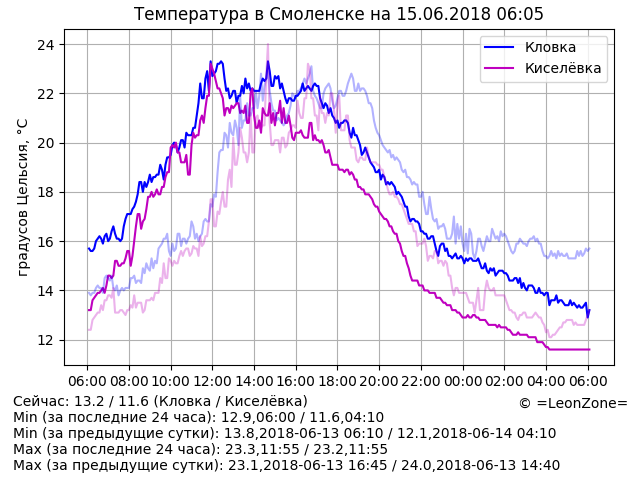 Температура в Смоленске на 15.06.2018 06:05
Кловка
Киселёвка
градусов Цельсия, °C
24
22
20
18
16
14
12
06:00 08:00 10:00 12:00 14:00 16:00 18:00 20:00 22:00 00:00 02:00 04:00 06:00
Сейчас: 13.2 / 11.6 (Кловка / Киселёвка)
© =LeonZone=
Min (за последние 24 часа): 12.9,06:00 / 11.6,04:10
Min (за предыдущие сутки): 13.8,2018-06-13 06:10 / 12.1,2018-06-14 04:10
Max (за последние 24 часа): 23.3,11:55 / 23.2,11:55
Max (за предыдущие сутки): 23.1,2018-06-13 16:45 / 24.0,2018-06-13 14:40